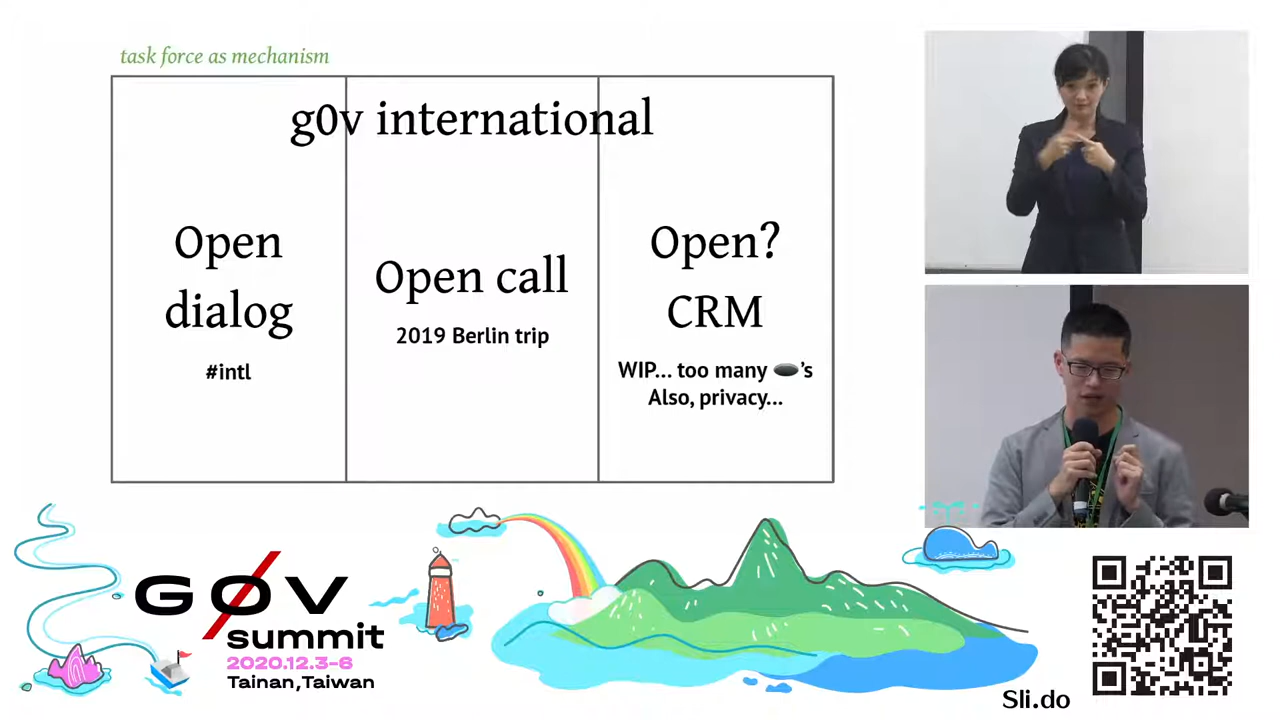 task force as mechanism
g0v international
Open
dialog
#intl
Open call
2019 Berlin trip
Open?
CRM
WIP... too many 🕳️'s
Also, privacy...
G0V
summit
2020.12.3-6
Tainan,Taiwan
Sli.do